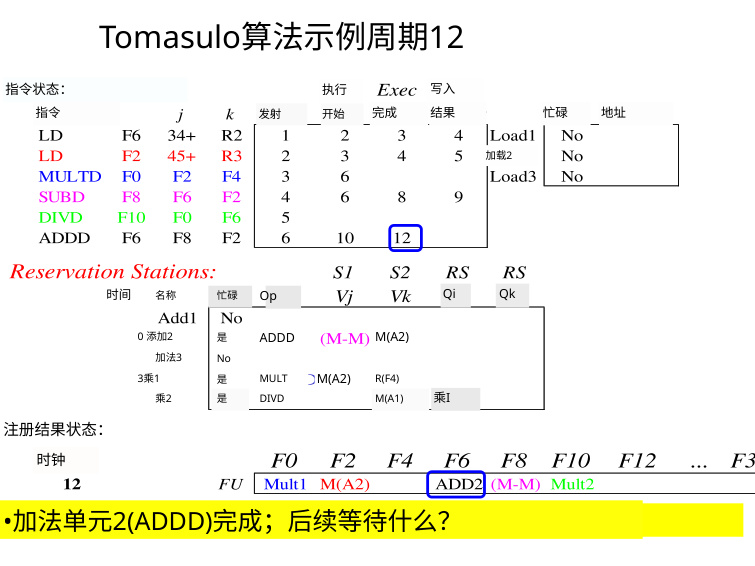 Tomasulo算法示例周期12
指令状态：
执行 Exec 写入
指令 j k 发射 开始 完成 结果 忙碌 地址
LD F6 34+ R2 1 2 3 4 Load1 No
LD F2 45+ R3 2 3 4 5 加载2 No
MULTD F0 F2 F4 3 6 Load3 No
SUBD F8 F6 F2 4 6 8 9
DIVD F10 F0 F6 5
ADDD F6 F8 F2 6 10 12
Reservation Stations: S1 S2 RS RS
时间 名称 忙碌 Op Vj Vk Qi Qk
Add1 No
0 添加2 是 ADDD (M-M) M(A2)
加法3 No
3乘1 是 MULT M(A2) R(F4)
乘2 是 DIVD M(A1) 乘I
注册结果状态：
时钟 F0 F2 F4 F6 F8 F10 F12 ... F3
12 FU Mult1 M(A2) ADD2 (M-M) Mult2
•加法单元2(ADDD)完成；后续等待什么？